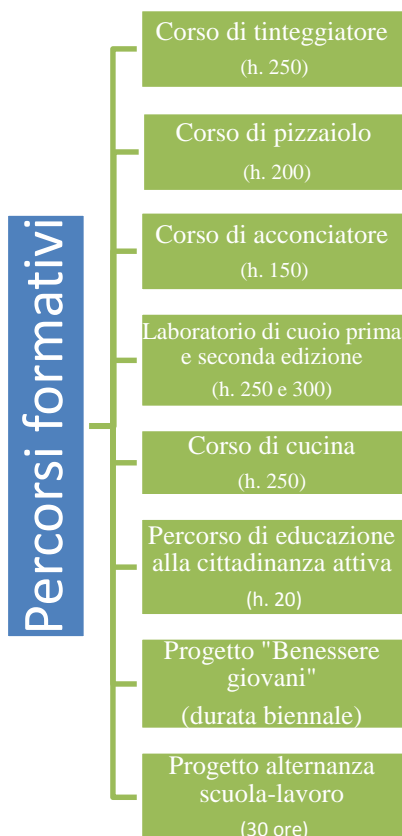 Percorsi formativi
Corso di tinteggiatore
(h. 250)
Corso di pizzaiolo
(h. 200)
Corso di acconciatore
(h. 150)
Laboratorio di cuoio prima
e seconda edizione
(h. 250 e 300)
Corso di cucina
(h. 250)
Percorso di educazione
alla cittadinanza attiva
(h. 20)
Progetto "Benessere
giovani"
(durata biennale)
Progetto alternanza
scuola-lavoro
(30 ore)